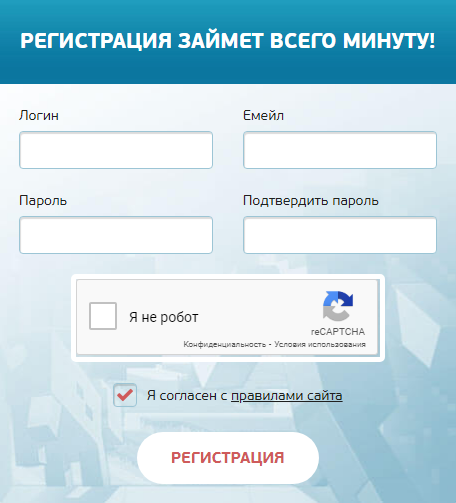 РЕГИСТРАЦИЯ ЗАЙМЕТ ВСЕГО МИНУТУ!
Логин
Емейл
Пароль
Подтвердить пароль
Я не робот
reCAPTCHA
Конфиденциальность - Условия использования
Я согласен с правилами сайта
РЕГИСТРАЦИЯ